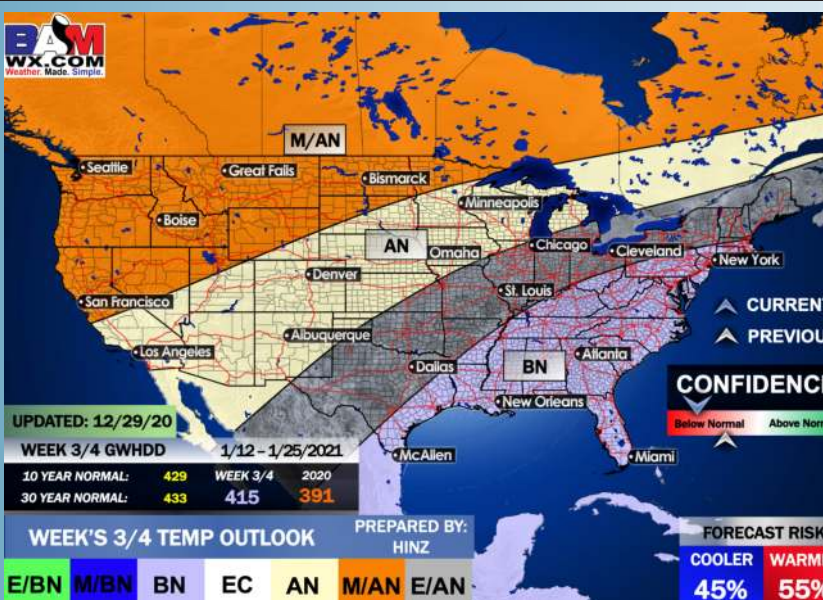 BAM
WX.COM
Weather. Made. Simple.
M/AN
Seattle
Great Falls
Bismarck
Minneapolis
Boise
AN
Omaha
Chicago
Cleveland
New York
Denver
St. Louis
San Francisco
CURRENT
PREVIOU
Los Angeles
Albuquerque
Dallas
BN
Atlanta
CONFIDENCE
New Orleans
Below Normal Above Norm
UPDATED: 12/29/20
WEEK 3/4 GWHDD 1/12 – 1/25/2021
McAllen
Miami
10 YEAR NORMAL: 429 WEEK 3/4 2020
30 YEAR NORMAL: 433 415 391
WEEK'S 3/4 TEMP OUTLOOK
PREPARED BY:
HINZ
FORECAST RISK
COOLER WARME
45% 55%
E/BN M/BN BN EC AN M/AN E/AN